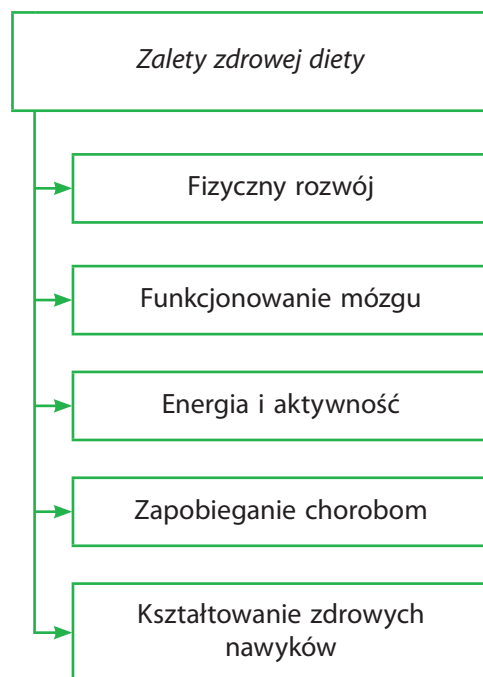 Zalety zdrowej diety
Fizyczny rozwój
Funkcjonowanie mózgu
Energia i aktywność
Zapobieganie chorobom
Kształtowanie zdrowych
nawyków